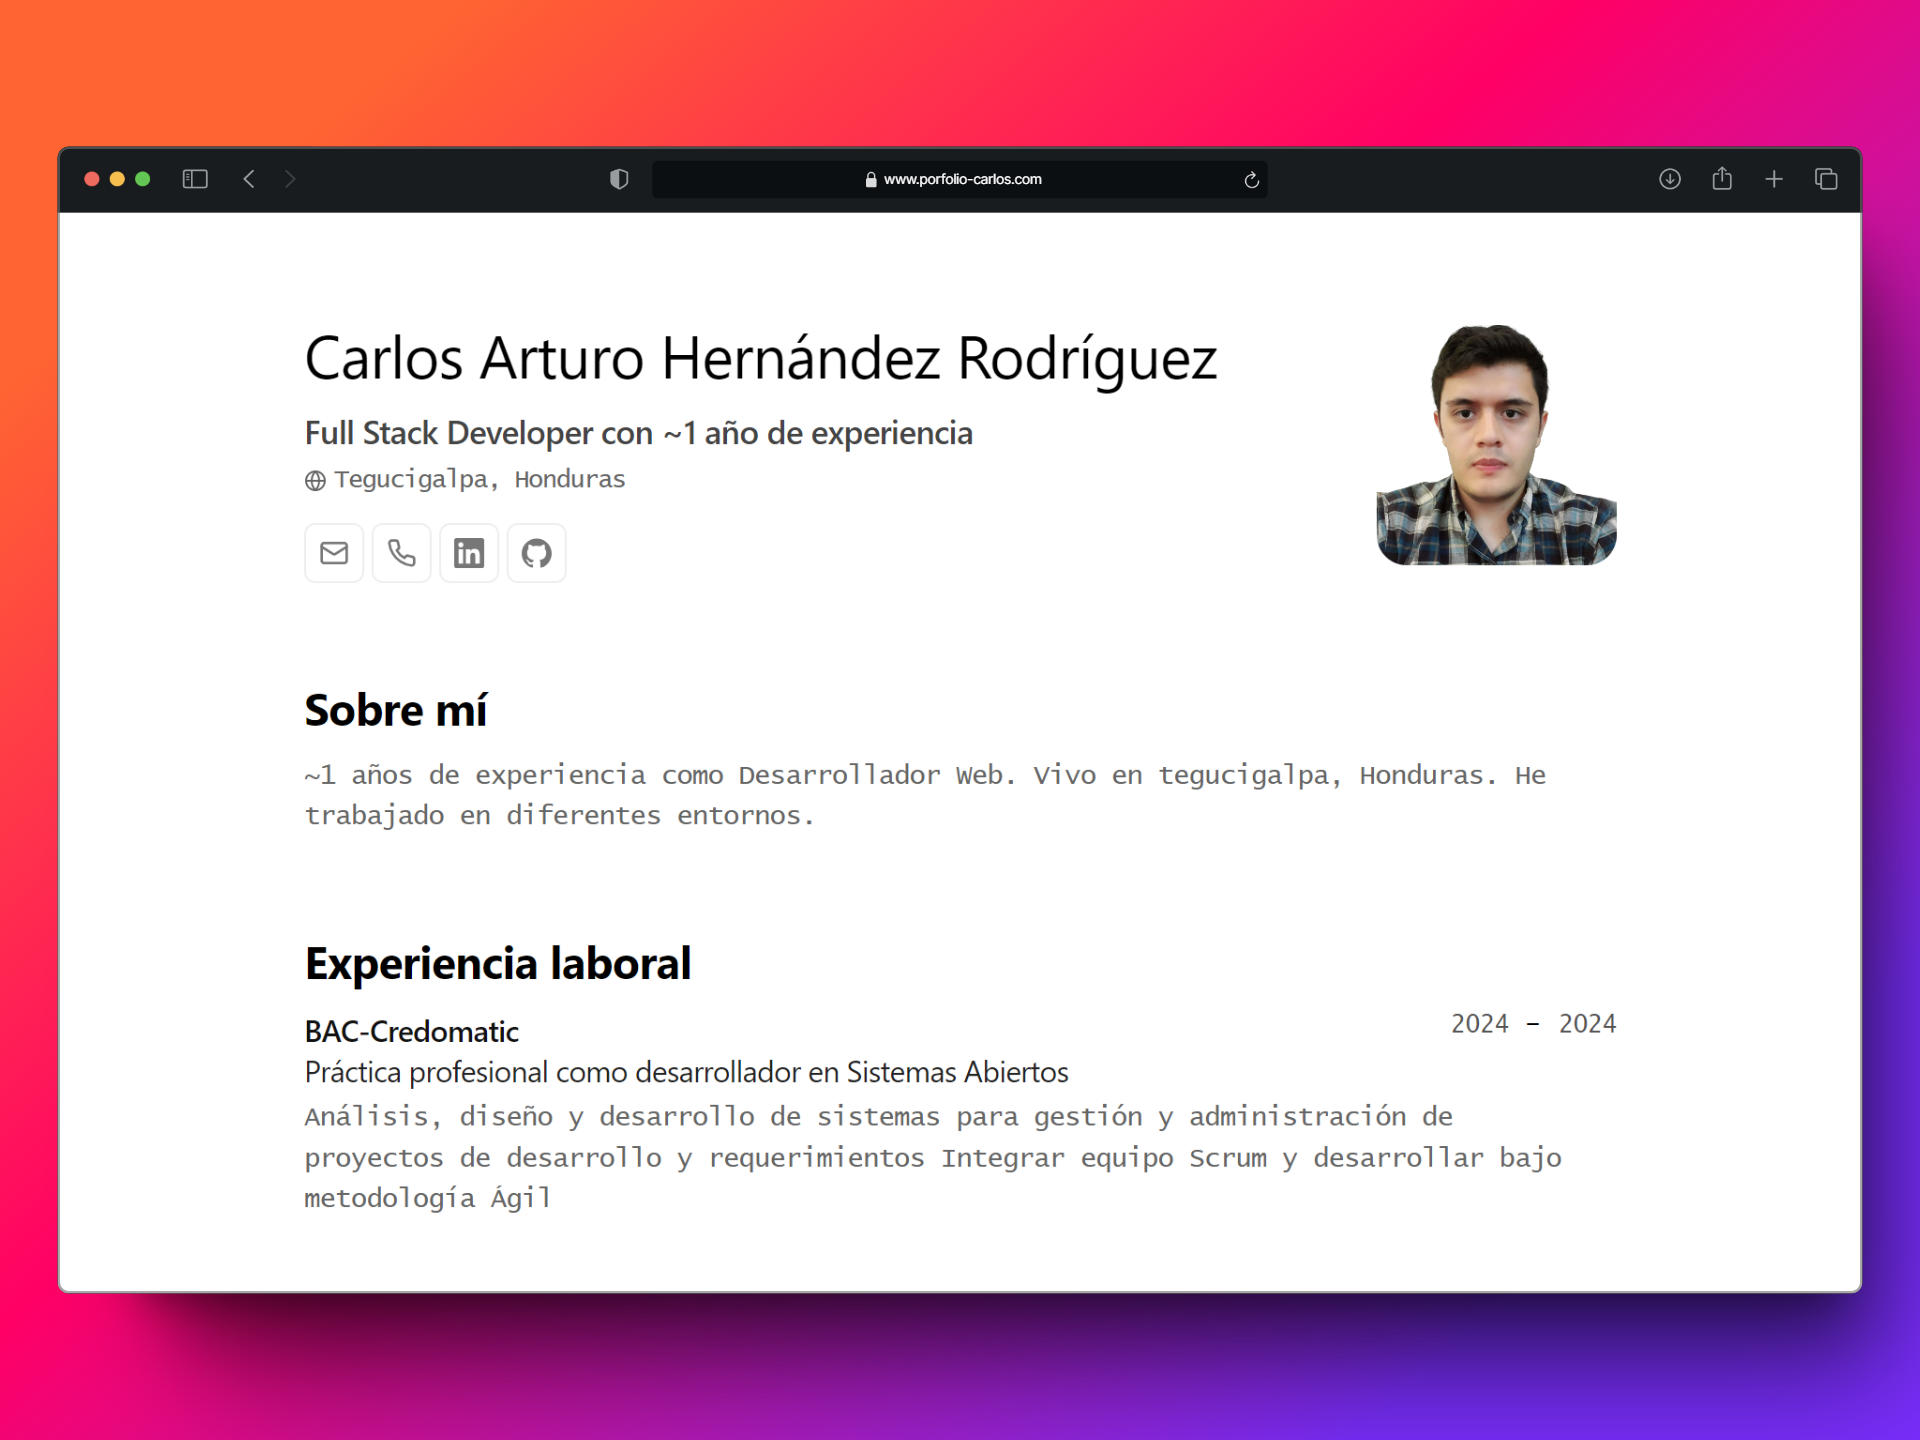 www.porfolio-carlos.com
Carlos Arturo Hernández Rodríguez
Full Stack Developer con ~1 año de experiencia
Tegucigalpa, Honduras
in
Sobre mí
~1 años de experiencia como Desarrollador Web. Vivo en tegucigalpa, Honduras. He
trabajado en diferentes entornos.
Experiencia laboral
BAC-Credomatic
2024 - 2024
Práctica profesional como desarrollador en Sistemas Abiertos
Análisis, diseño y desarrollo de sistemas para gestión y administración de
proyectos de desarrollo y requerimientos Integrar equipo Scrum y desarrollar bajo
metodología Ágil